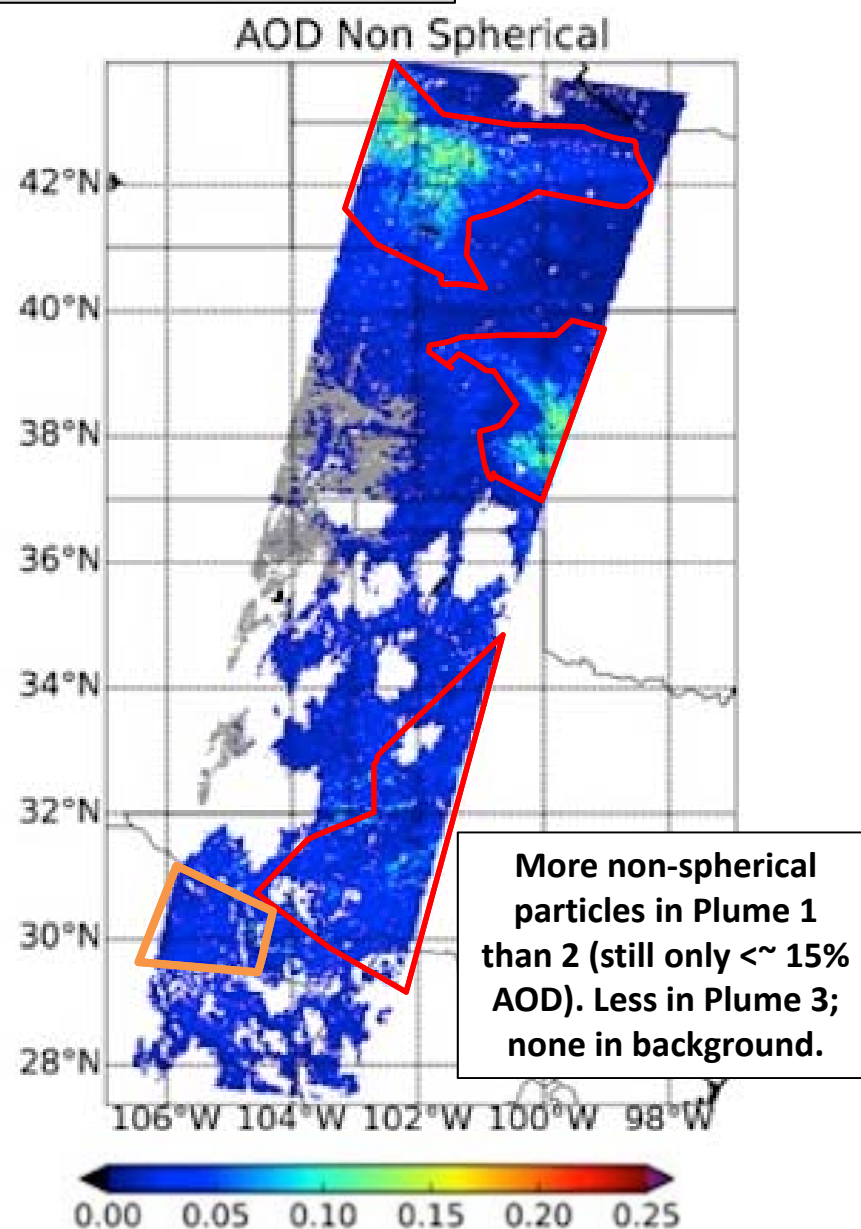 AOD Non Spherical
42°N
40°N
38°N
36°N
34°N
32°N
30°N
28°N
More non-spherical
particles in Plume 1
than 2 (still only <~ 15%
AOD). Less in Plume 3;
none in background.
106°W 104°W 102°W 100°W 98°W
0.00 0.05 0.10 0.15 0.20 0.25